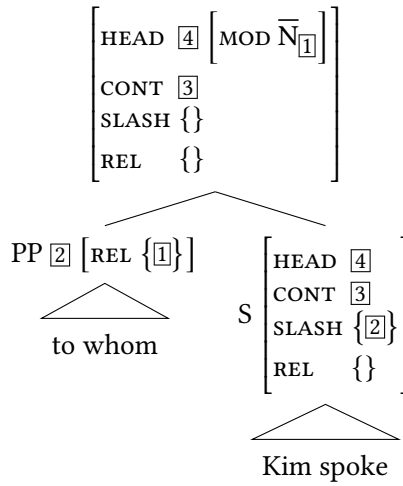 HEAD 4 [MOD N̅ 1]
CONT 3
SLASH {}
REL {}
PP 2 [REL {1}]
to whom
S
HEAD 4
CONT 3
SLASH {2}
REL {}
Kim spoke